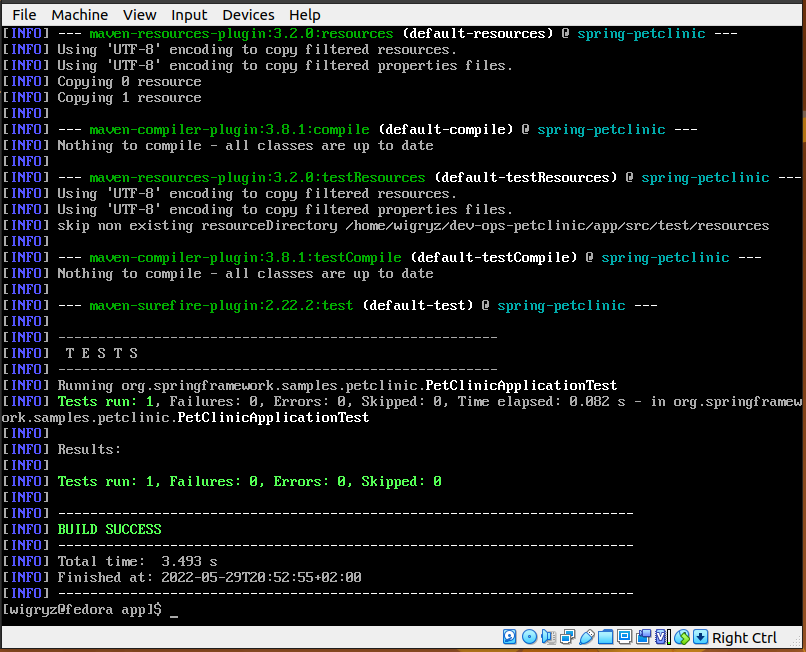 File Machine View Input Devices Help
[INFO] --- maven-resources-plugin:3.2.0:resources (default-resources) @ spring-petclinic ---
[INFO] Using 'UTF-8' encoding to copy filtered resources.
[INFO] Using 'UTF-8' encoding to copy filtered properties files.
[INFO] Copying 0 resource
[INFO] Copying 1 resource
[INFO]
[INFO] --- maven-compiler-plugin:3.8.1:compile (default-compile) @ spring-petclinic ---
[INFO] Nothing to compile - all classes are up to date
[INFO]
[INFO] --- maven-resources-plugin:3.2.0:testResources (default-testResources) @ spring-petclinic ---
[INFO] Using 'UTF-8' encoding to copy filtered resources.
[INFO] Using 'UTF-8' encoding to copy filtered properties files.
[INFO] skip non existing resourceDirectory /home/wigryz/dev-ops-petclinic/app/src/test/resources
[INFO]
[INFO] --- maven-compiler-plugin:3.8.1:testCompile (default-testCompile) @ spring-petclinic ---
[INFO] Nothing to compile - all classes are up to date
[INFO]
[INFO] --- maven-surefire-plugin:2.22.2:test (default-test) @ spring-petclinic ---
[INFO]
[INFO] -------------------------------------------------------
[INFO]  T E S T S
[INFO] -------------------------------------------------------
[INFO] Running org.springframework.samples.petclinic.PetClinicApplicationTest
[INFO] Tests run: 1, Failures: 0, Errors: 0, Skipped: 0, Time elapsed: 0.082 s - in org.springframew
ork.samples.petclinic.PetClinicApplicationTest
[INFO]
[INFO] Results:
[INFO]
[INFO] Tests run: 1, Failures: 0, Errors: 0, Skipped: 0
[INFO]
[INFO] ------------------------------------------------------------------------
[INFO] BUILD SUCCESS
[INFO] ------------------------------------------------------------------------
[INFO] Total time:  3.493 s
[INFO] Finished at: 2022-05-29T20:52:55+02:00
[INFO] ------------------------------------------------------------------------
[wigryz@fedora app]$ _
Right Ctrl